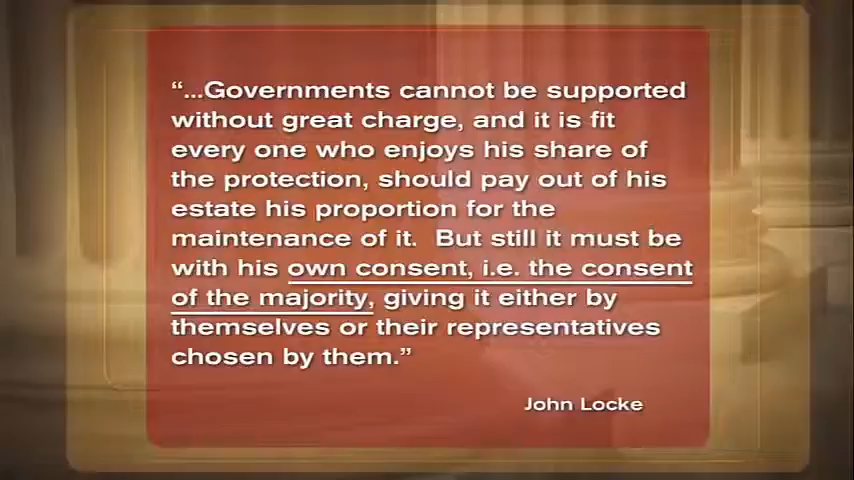 “...Governments cannot be supported
without great charge, and it is fit
every one who enjoys his share of
the protection, should pay out of his
estate his proportion for the
maintenance of it.  But still it must be
with his own consent, i.e. the consent
of the majority, giving it either by
themselves or their representatives
chosen by them.”
John Locke